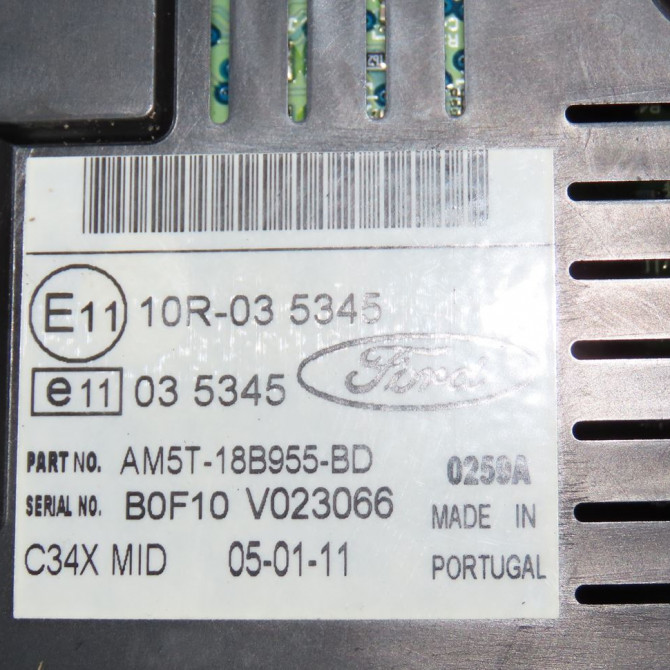 E11 10R-03 5345
e11 03 5345
Ford
PART NO. AM5T-18B955-BD 0259A
SERIAL NO. B0F10 V023066 MADE IN
C34X MID 05-01-11 PORTUGAL